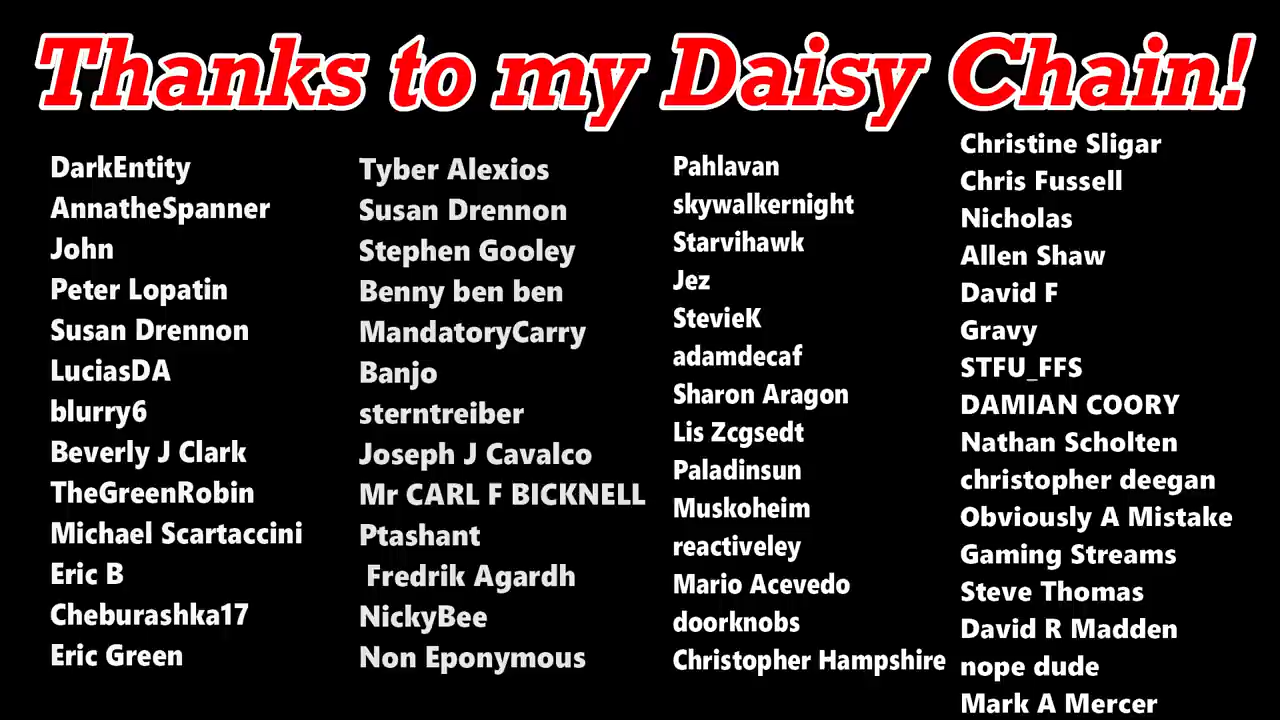 Thanks to my Daisy Chain!
DarkEntity
AnnatheSpanner
John
Peter Lopatin
Susan Drennon
LuciasDA
blurry6
Beverly J Clark
TheGreenRobin
Michael Scartaccini
Eric B
Cheburashka17
Eric Green
Tyber Alexios
Susan Drennon
Stephen Gooley
Benny ben ben
MandatoryCarry
Banjo
sterntreiber
Joseph J Cavalco
Mr CARL F BICKNELL
Ptashant
Fredrik Agardh
NickyBee
Non Eponymous
Pahlavan
skywalkernight
Starvihawk
Jez
StevieK
adamdecaf
Sharon Aragon
Lis Zcgsedt
Paladinsun
Muskoheim
reactiveley
Mario Acevedo
doorknobs
Christopher Hampshire
Christine Sligar
Chris Fussell
Nicholas
Allen Shaw
David F
Gravy
STFU_FFS
DAMIAN COORY
Nathan Scholten
christopher deegan
Obviously A Mistake
Gaming Streams
Steve Thomas
David R Madden
nope dude
Mark A Mercer